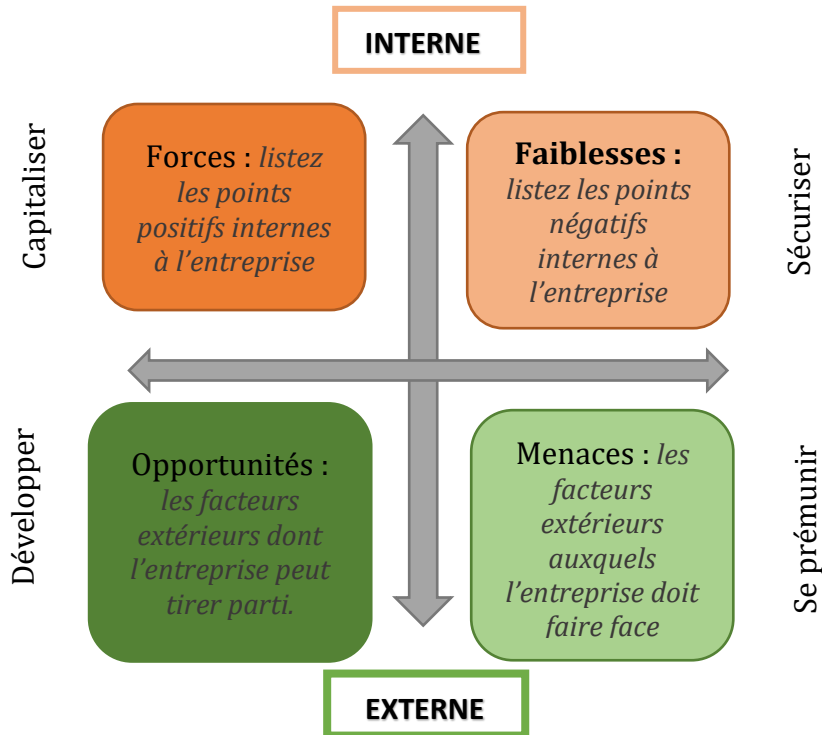 INTERNE
Capitaliser
Forces : listez
les points
positifs internes
à l’entreprise
Faiblesses :
listez les points
négatifs
internes à
l’entreprise
Sécuriser
Développer
Opportunités :
les facteurs
extérieurs dont
l’entreprise peut
tirer parti.
Menaces : les
facteurs
extérieurs
auxquels
l’entreprise doit
faire face
Se prémunir
EXTERNE